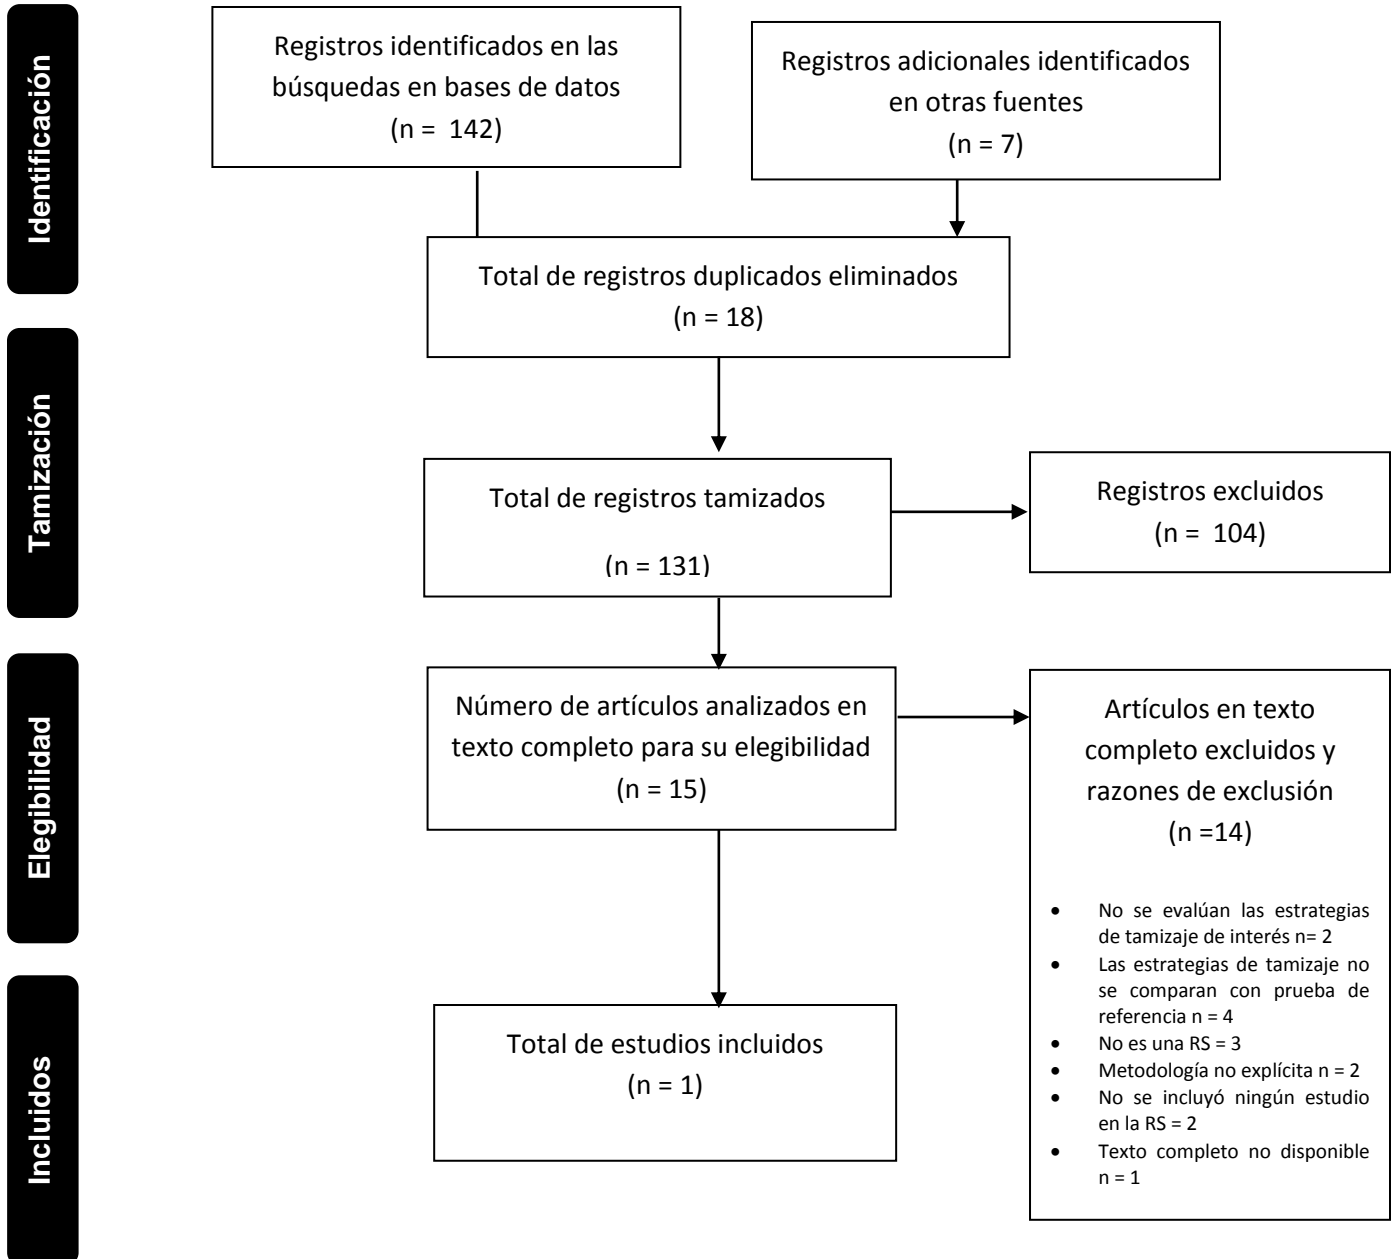 Identificación
Registros identificados en las
búsquedas en bases de datos
(n = 142)
Registros adicionales identificados
en otras fuentes
(n = 7)
Total de registros duplicados eliminados
(n = 18)
Tamización
Total de registros tamizados
(n = 131)
Registros excluidos
(n = 104)
Elegibilidad
Número de artículos analizados en
texto completo para su elegibilidad
(n = 15)
Artículos en texto
completo excluidos y
razones de exclusión
(n =14)
• No se evalúan las estrategias
de tamizaje de interés n= 2
• Las estrategias de tamizaje no
se comparan con prueba de
referencia n = 4
• No es una RS = 3
• Metodología no explícita n = 2
• No se incluyó ningún estudio
en la RS = 2
• Texto completo no disponible
n = 1
Incluidos
Total de estudios incluidos
(n = 1)